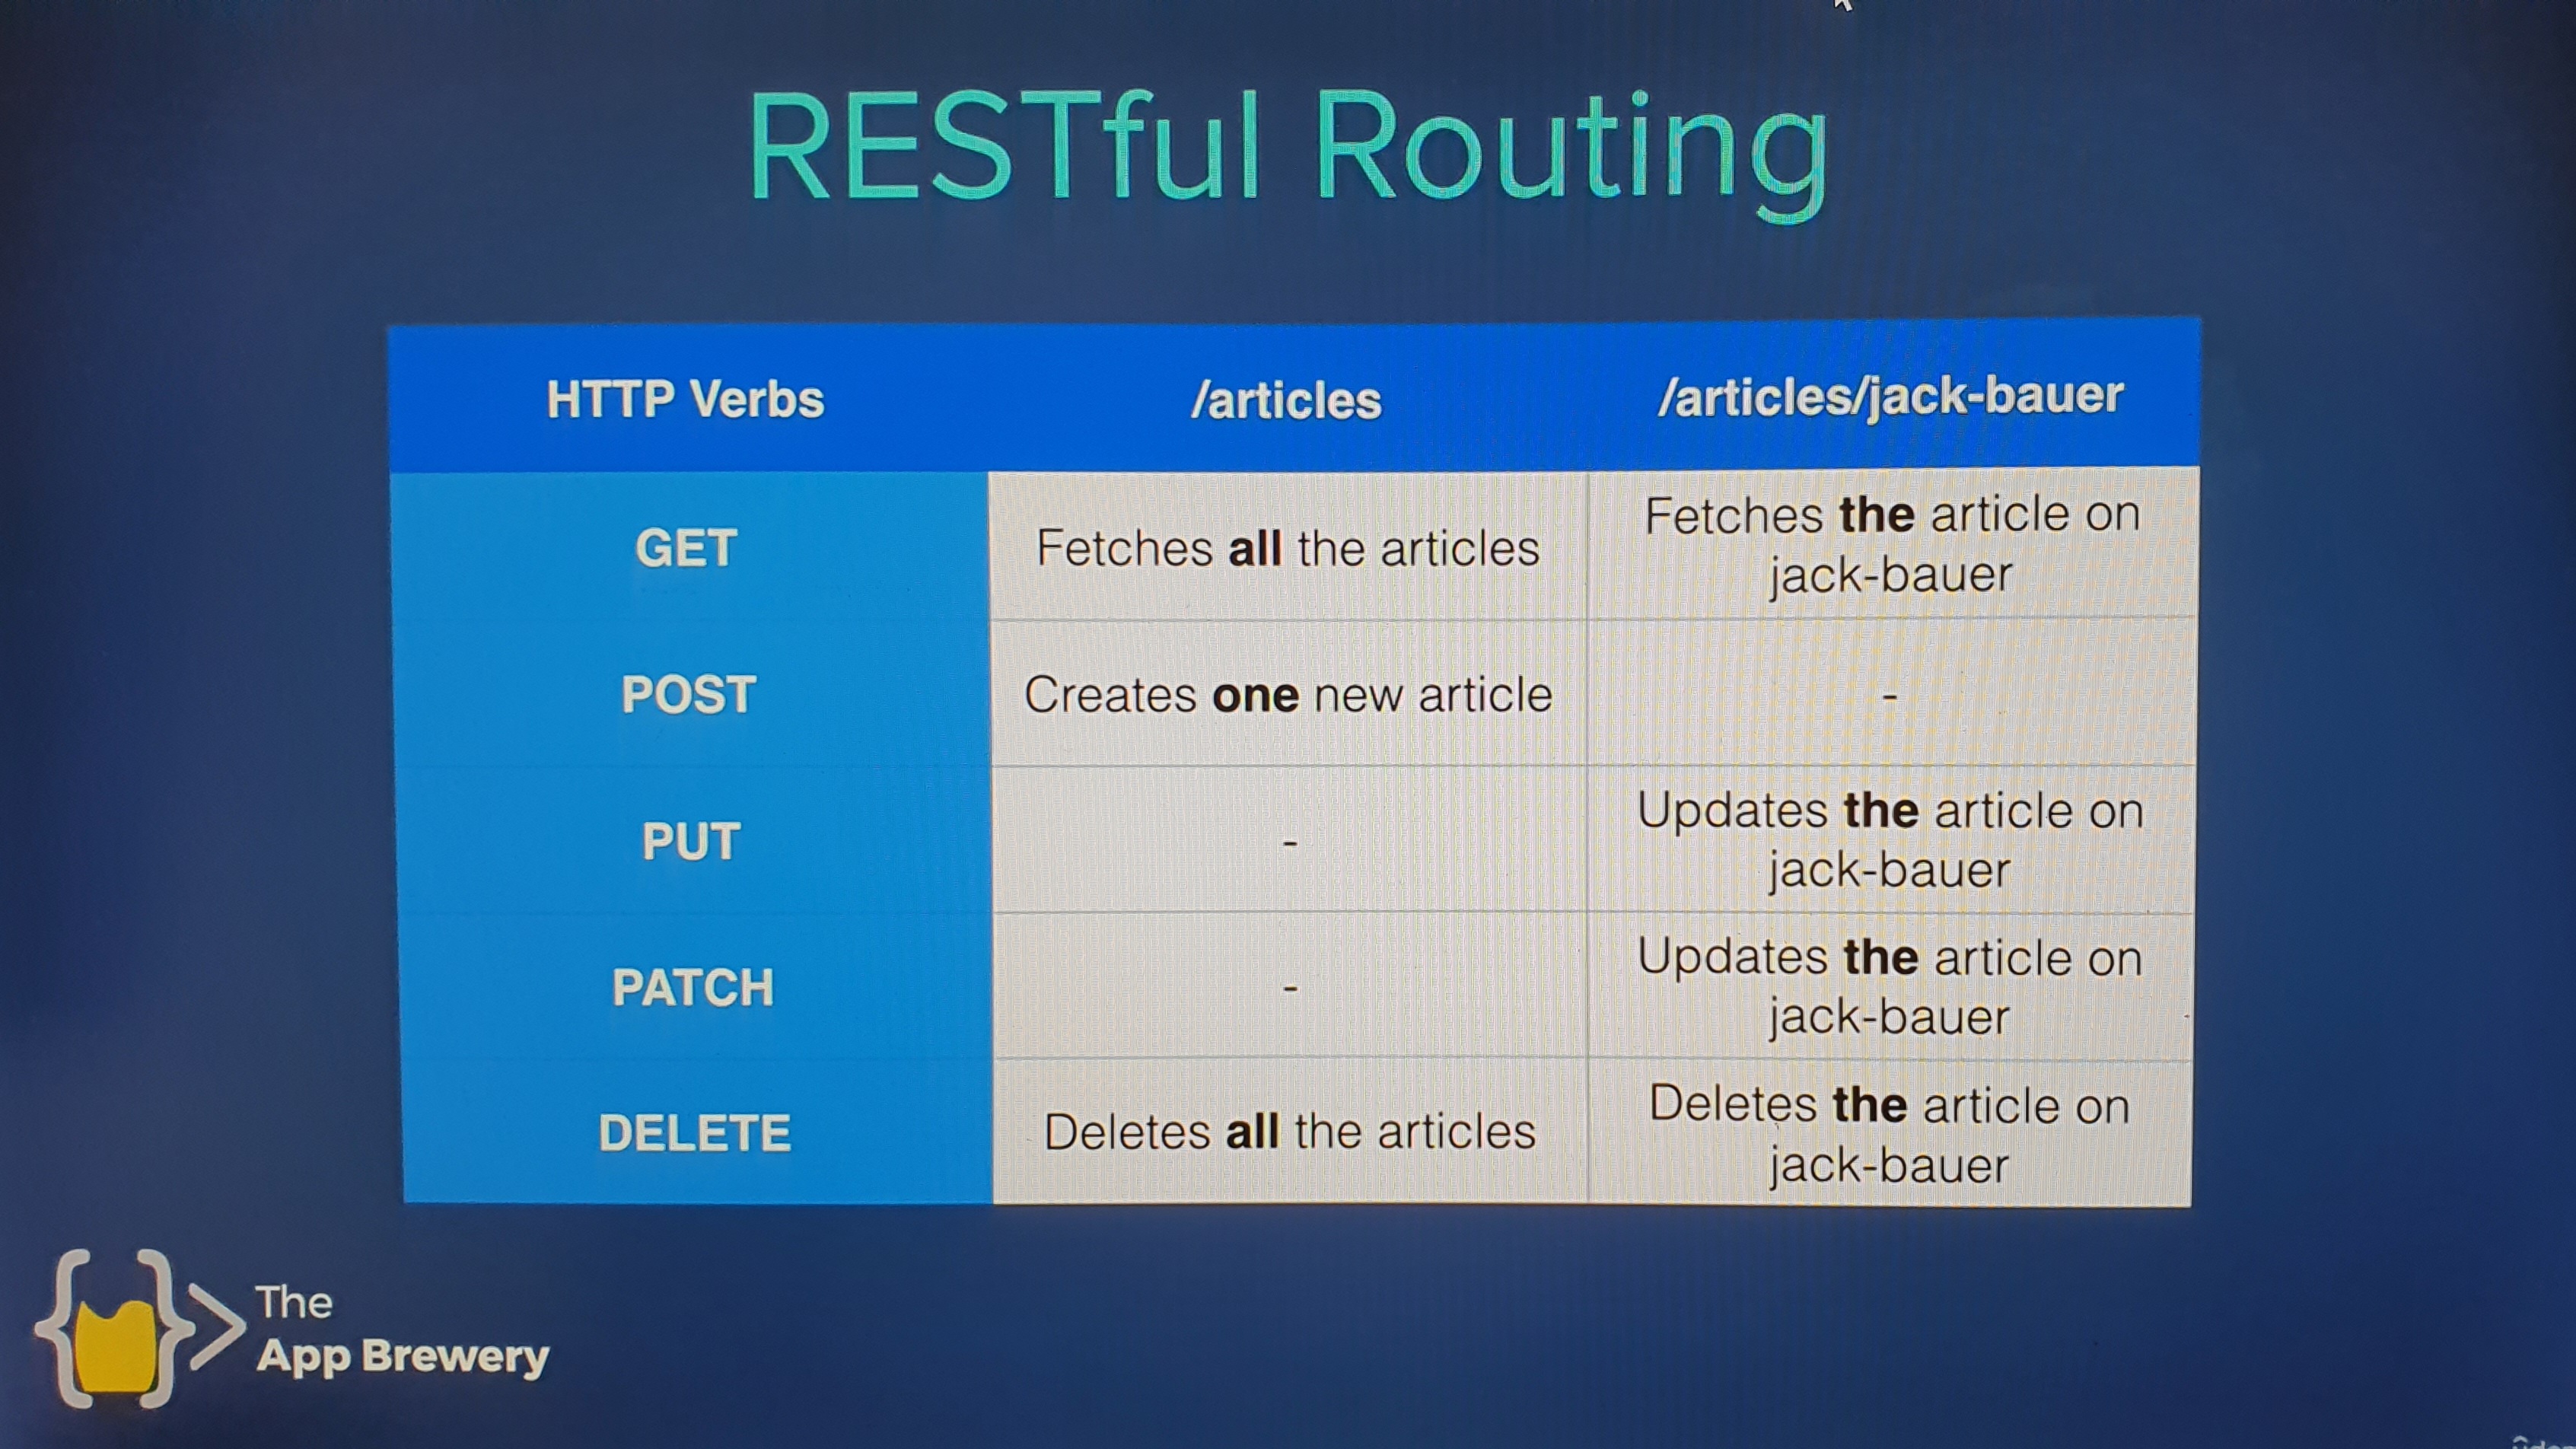 RESTful Routing
HTTP Verbs
/articles
/articles/jack-bauer
GET
Fetches all the articles
Fetches the article on
jack-bauer
POST
Creates one new article
-
PUT
-
Updates the article on
jack-bauer
PATCH
-
Updates the article on
jack-bauer
DELETE
Deletes all the articles
Deletes the article on
jack-bauer
The
App Brewery